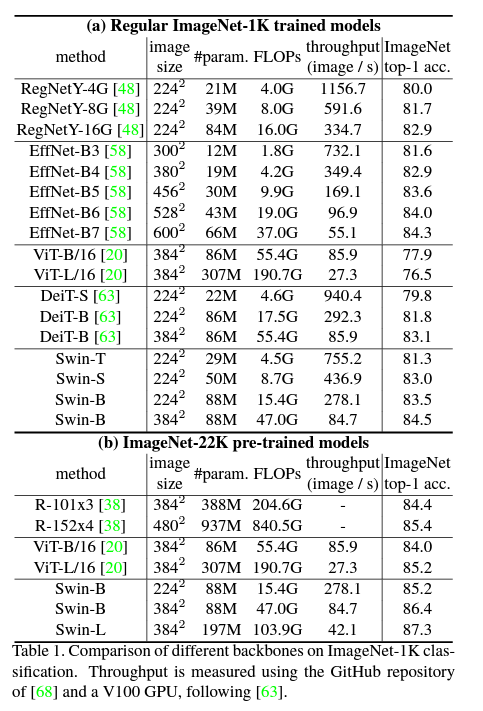 (a) Regular ImageNet-1K trained models
method image size #param. FLOPs throughput (image / s) ImageNet top-1 acc.
RegNetY-4G [48] 224² 21M 4.0G 1156.7 80.0
RegNetY-8G [48] 224² 39M 8.0G 591.6 81.7
RegNetY-16G [48] 224² 84M 16.0G 334.7 82.9
EffNet-B3 [58] 300² 12M 1.8G 732.1 81.6
EffNet-B4 [58] 380² 19M 4.2G 349.4 82.9
EffNet-B5 [58] 456² 30M 9.9G 169.1 83.6
EffNet-B6 [58] 528² 43M 19.0G 96.9 84.0
EffNet-B7 [58] 600² 66M 37.0G 55.1 84.3
ViT-B/16 [20] 384² 86M 55.4G 85.9 77.9
ViT-L/16 [20] 384² 307M 190.7G 27.3 76.5
DeiT-S [63] 224² 22M 4.6G 940.4 79.8
DeiT-B [63] 224² 86M 17.5G 292.3 81.8
DeiT-B [63] 384² 86M 55.4G 85.9 83.1
Swin-T 224² 29M 4.5G 755.2 81.3
Swin-S 224² 50M 8.7G 436.9 83.0
Swin-B 224² 88M 15.4G 278.1 83.5
Swin-B 384² 88M 47.0G 84.7 84.5
(b) ImageNet-22K pre-trained models
method image size #param. FLOPs throughput (image / s) ImageNet top-1 acc.
R-101x3 [38] 384² 388M 204.6G - 84.4
R-152x4 [38] 480² 937M 840.5G - 85.4
ViT-B/16 [20] 384² 86M 55.4G 85.9 84.0
ViT-L/16 [20] 384² 307M 190.7G 27.3 85.2
Swin-B 224² 88M 15.4G 278.1 85.2
Swin-B 384² 88M 47.0G 84.7 86.4
Swin-L 384² 197M 103.9G 42.1 87.3
Table 1. Comparison of different backbones on ImageNet-1K clas-
sification. Throughput is measured using the GitHub repository
of [68] and a V100 GPU, following [63].